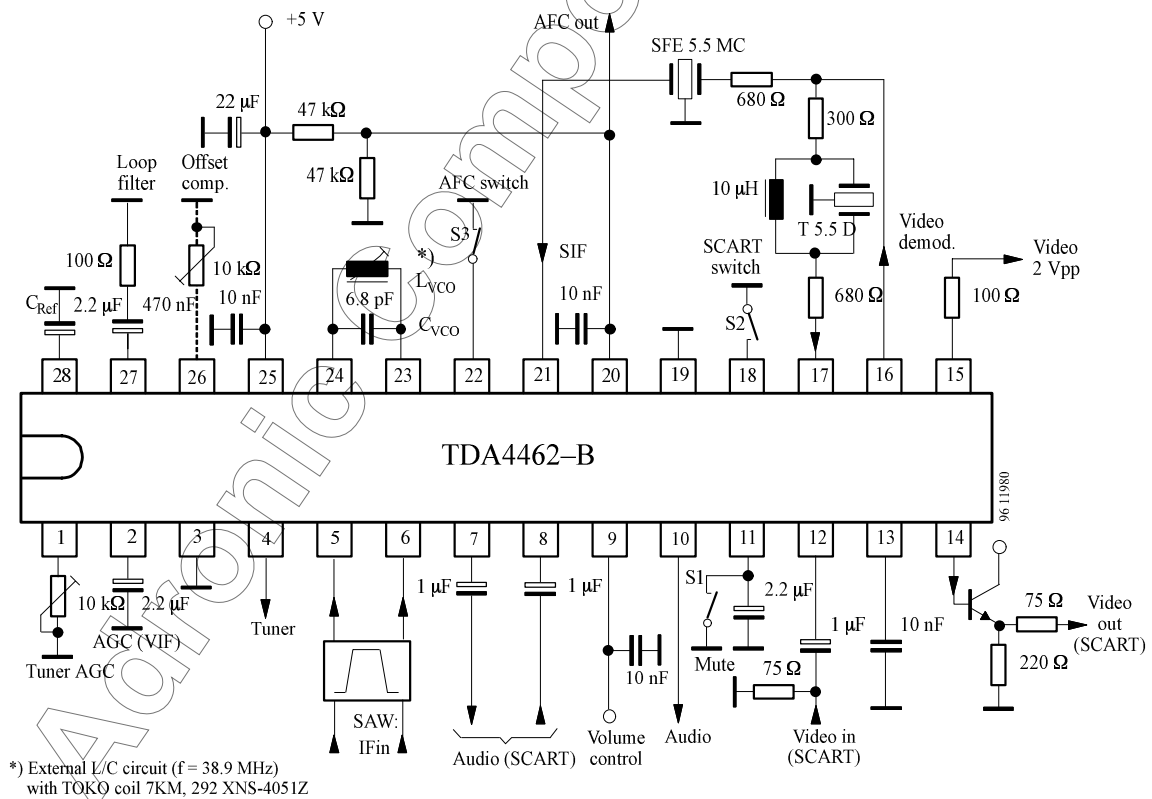 +5 V
AFC out
SFE 5.5 MC
22 µF
47 kΩ
680 Ω
300 Ω
Loop
filter
Offset
comp.
47 kΩ
AFC switch
10 µH
T 5.5 D
Video
demod.
S3
100 Ω
10 kΩ
*)
L VCO
SIF
SCART
switch
Video
2 Vpp
C Ref
2.2 µF
470 nF
10 nF
6.8 pF
C VCO
10 nF
S2
680 Ω
100 Ω
28 27 26 25 24 23 22 21 20 19 18 17 16 15
TDA4462–B
96 11980
1 2 3 4 5 6 7 8 9 10 11 12 13 14
10 kΩ
2.2 µF
AGC (VIF)
Tuner AGC
Tuner
1 µF
1 µF
S1
2.2 µF
1 µF
10 nF
75 Ω
Video
out
(SCART)
220 Ω
Mute
75 Ω
10 nF
SAW:
IFin
Audio (SCART)
Volume
control
Audio
Video in
(SCART)
*) External L/C circuit (f = 38.9 MHz)
with TOKO coil 7KM, 292 XNS-4051Z